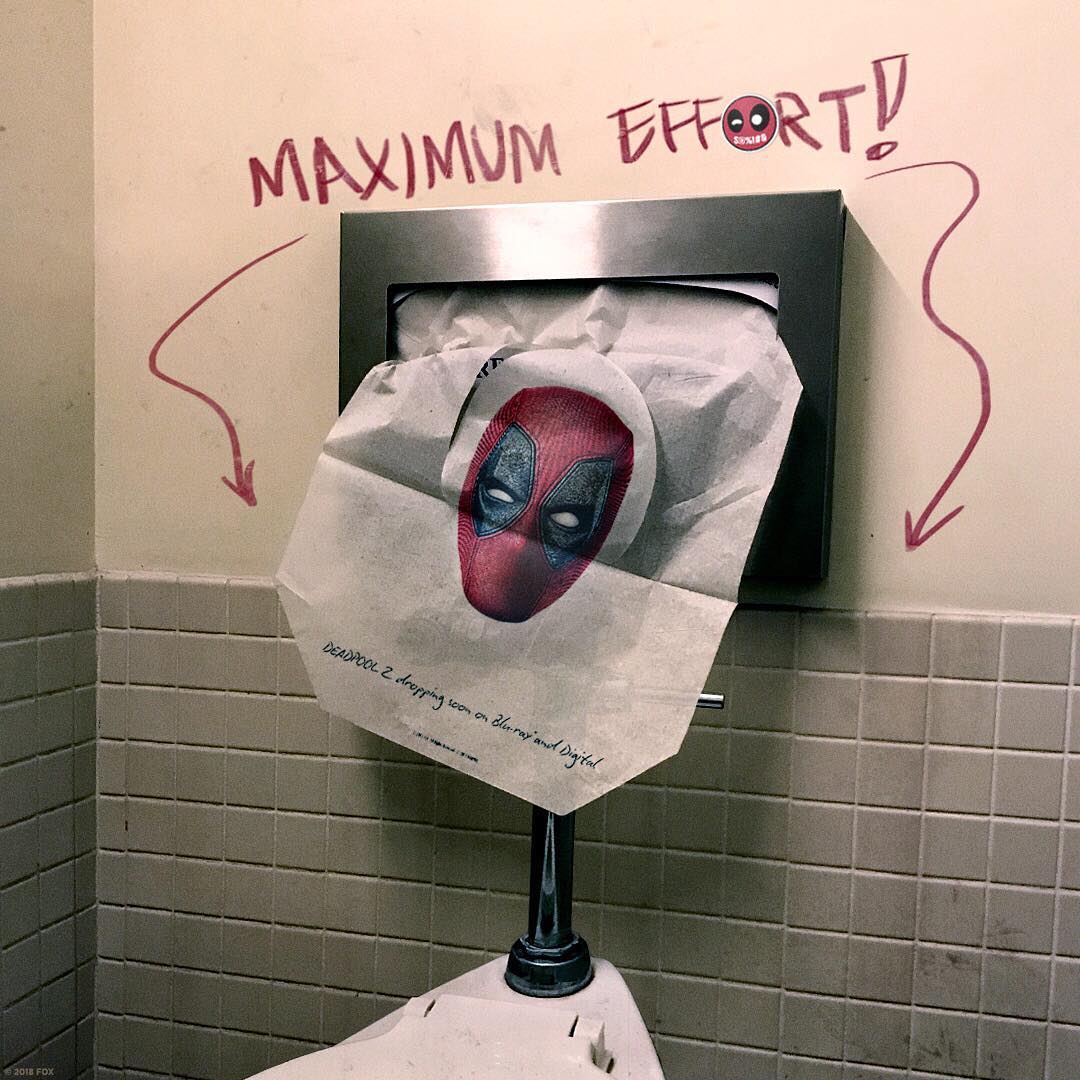 MAXIMUM EFFORT!
S@%!#&
DEADPOOL 2 dropping soon on Blu-ray and Digital
© 2018 FOX